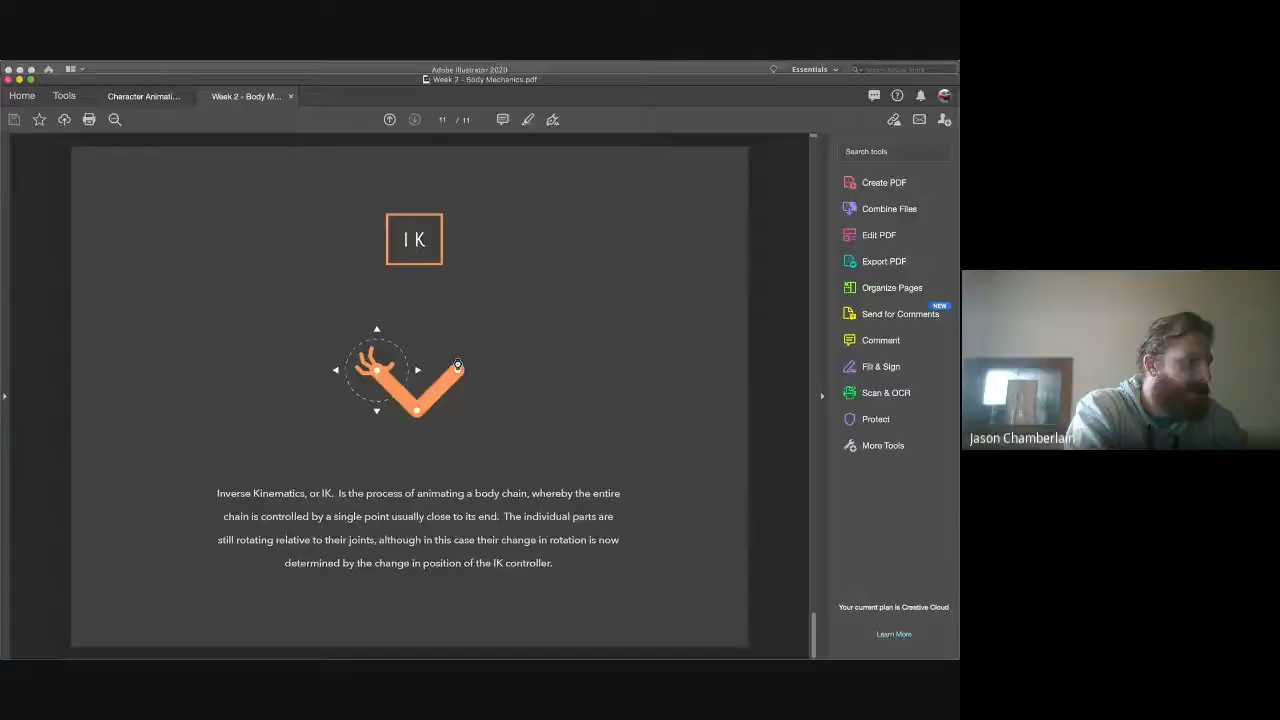 Adobe Illustrator 2020
Essentials
Week 2 - Body Mechanics.pdf
Home
Tools
Character Animati...
Week 2 - Body M...
11 / 11
Search tools
Create PDF
Combine Files
Edit PDF
Export PDF
Organize Pages
NEW
Send for Comments
Comment
Fill & Sign
Scan & OCR
Protect
More Tools
Your current plan is Creative Cloud
Learn More
I K
Inverse Kinematics, or IK. Is the process of animating a body chain, whereby the entire
chain is controlled by a single point usually close to its end. The individual parts are
still rotating relative to their joints, although in this case their change in rotation is now
determined by the change in position of the IK controller.
Jason Chamberlain